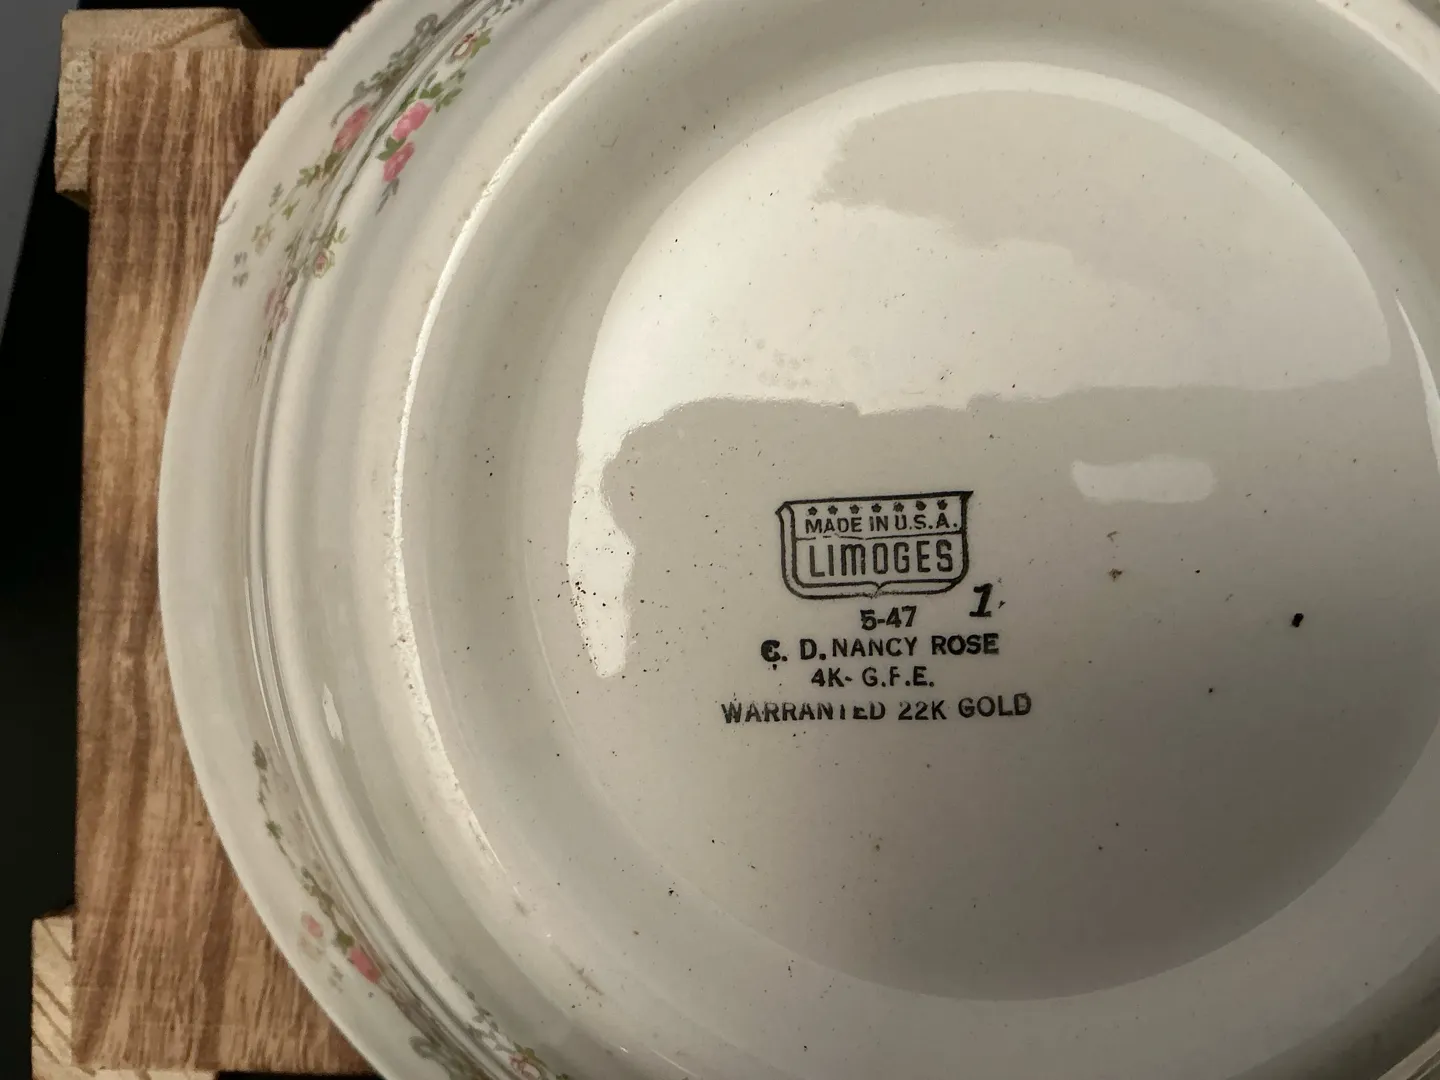 MADE IN U.S.A.
LIMOGES
5-47 1
C. D. NANCY ROSE
4K- G.F.E.
WARRANTED 22K GOLD